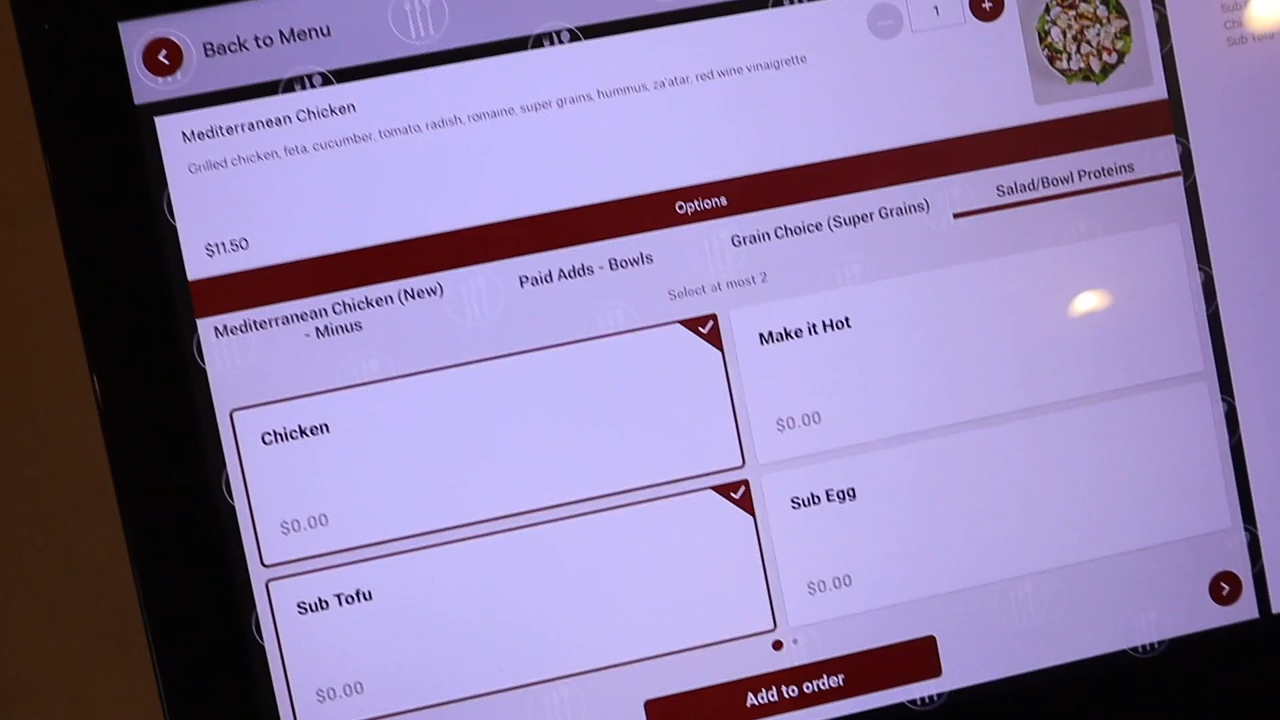 Back to Menu
1
Mediterranean Chicken
Grilled chicken, feta, cucumber, tomato, radish, romaine, super grains, hummus, za'atar, red wine vinaigrette
$11.50
Options
Mediterranean Chicken (New)
- Minus
Paid Adds - Bowls
Grain Choice (Super Grains)
Salad/Bowl Proteins
Select at most 2
Chicken
$0.00
Make it Hot
$0.00
Sub Tofu
$0.00
Sub Egg
$0.00
Add to order
Sub Tofu